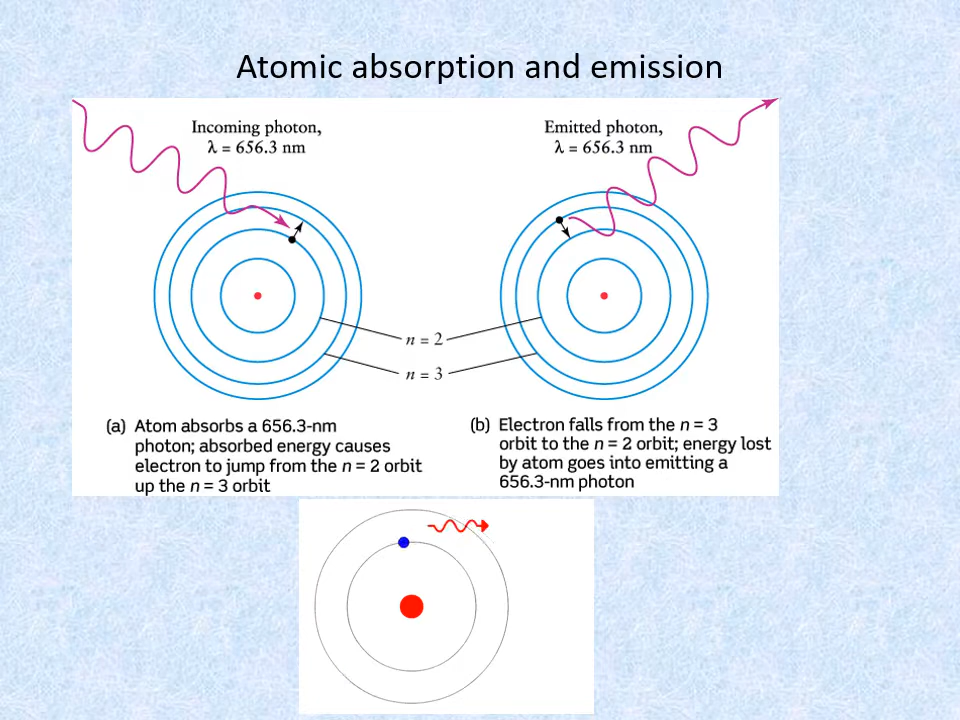 Atomic absorption and emission
Incoming photon,
λ = 656.3 nm
Emitted photon,
λ = 656.3 nm
n = 2
n = 3
(a) Atom absorbs a 656.3-nm
photon; absorbed energy causes
electron to jump from the n = 2 orbit
up the n = 3 orbit
(b) Electron falls from the n = 3
orbit to the n = 2 orbit; energy lost
by atom goes into emitting a
656.3-nm photon